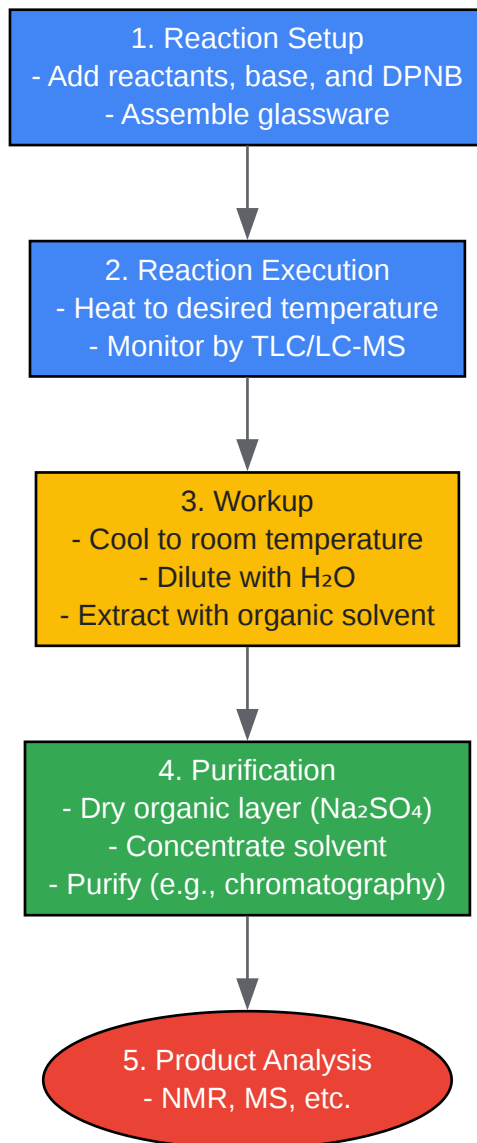 1. Reaction Setup
- Add reactants, base, and DPNB
- Assemble glassware
2. Reaction Execution
- Heat to desired temperature
- Monitor by TLC/LC-MS
3. Workup
- Cool to room temperature
- Dilute with H₂O
- Extract with organic solvent
4. Purification
- Dry organic layer (Na₂SO₄)
- Concentrate solvent
- Purify (e.g., chromatography)
5. Product Analysis
- NMR, MS, etc.